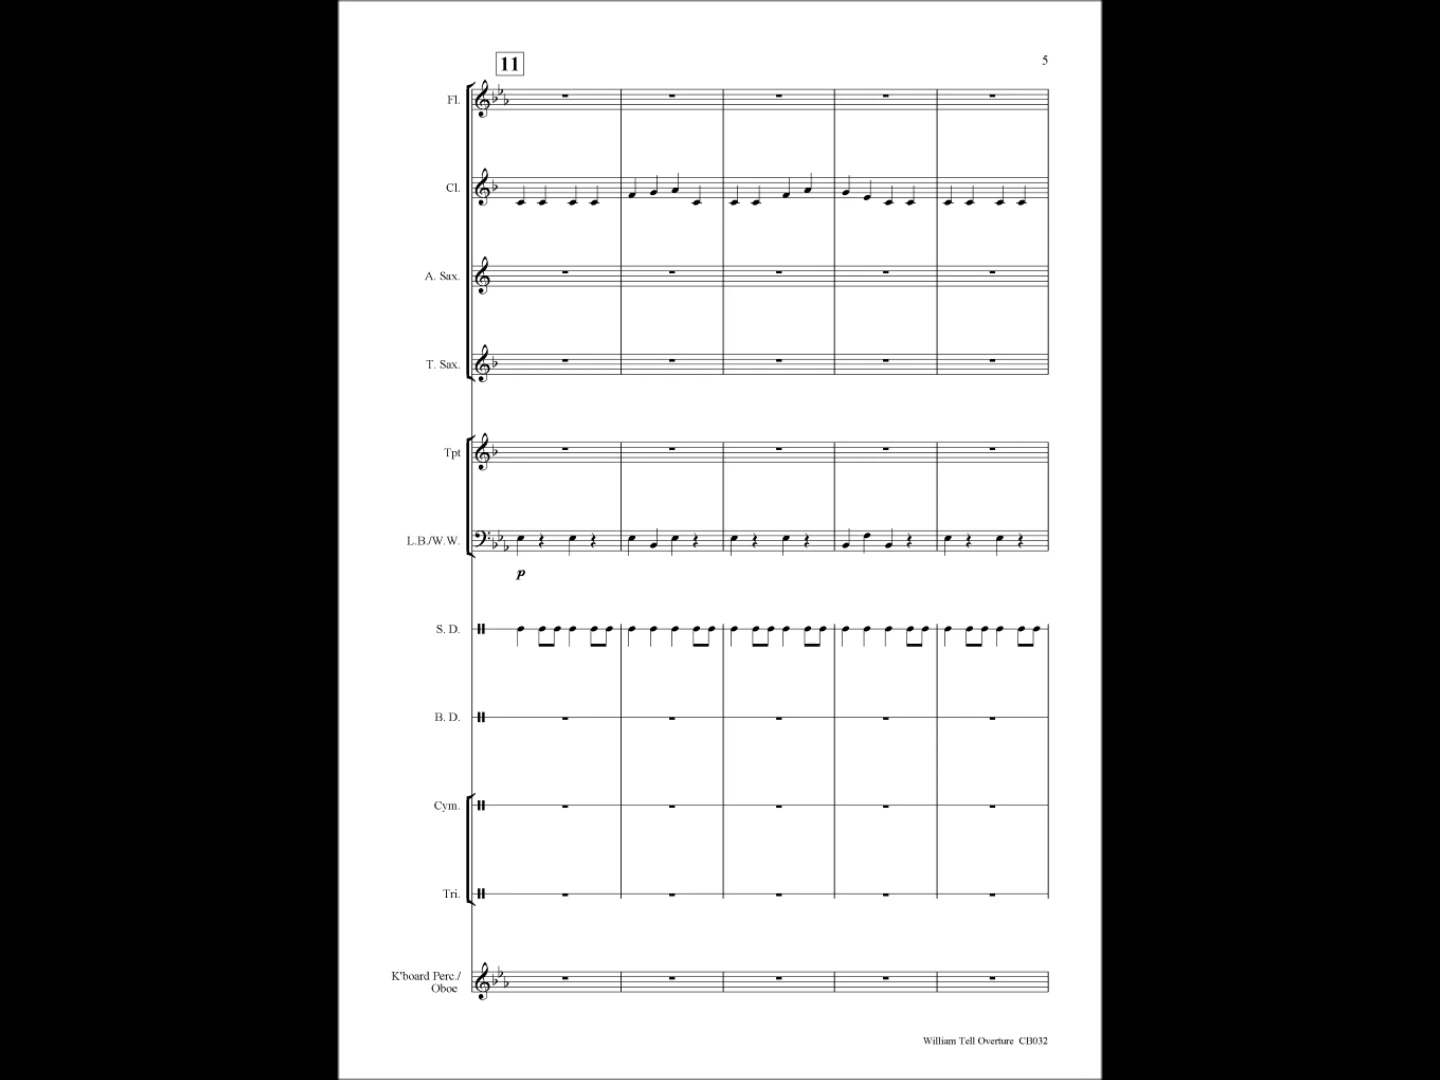 11
5
Fl.
Cl.
A. Sax.
T. Sax.
Tpt
L.B./W.W.
p
S. D.
B. D.
Cym.
Tri.
K'board Perc./
Oboe
William Tell Overture CB032